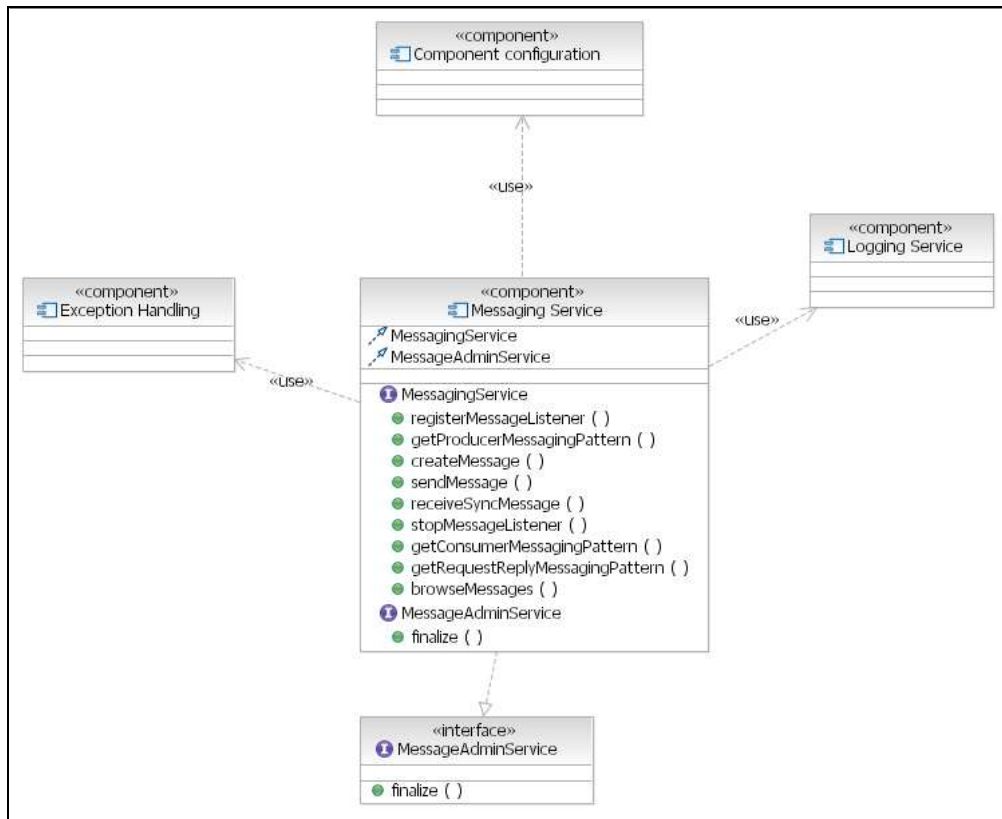 «component»
Component configuration
«use»
«component»
Logging Service
«component»
Exception Handling
«use»
«component»
Messaging Service
«use»
MessagingService
MessageAdminService
MessagingService
registerMessageListener ( )
getProducerMessagingPattern ( )
createMessage ( )
sendMessage ( )
receiveSyncMessage ( )
stopMessageListener ( )
getConsumerMessagingPattern ( )
getRequestReplyMessagingPattern ( )
browseMessages ( )
MessageAdminService
finalize ( )
«interface»
MessageAdminService
finalize ( )